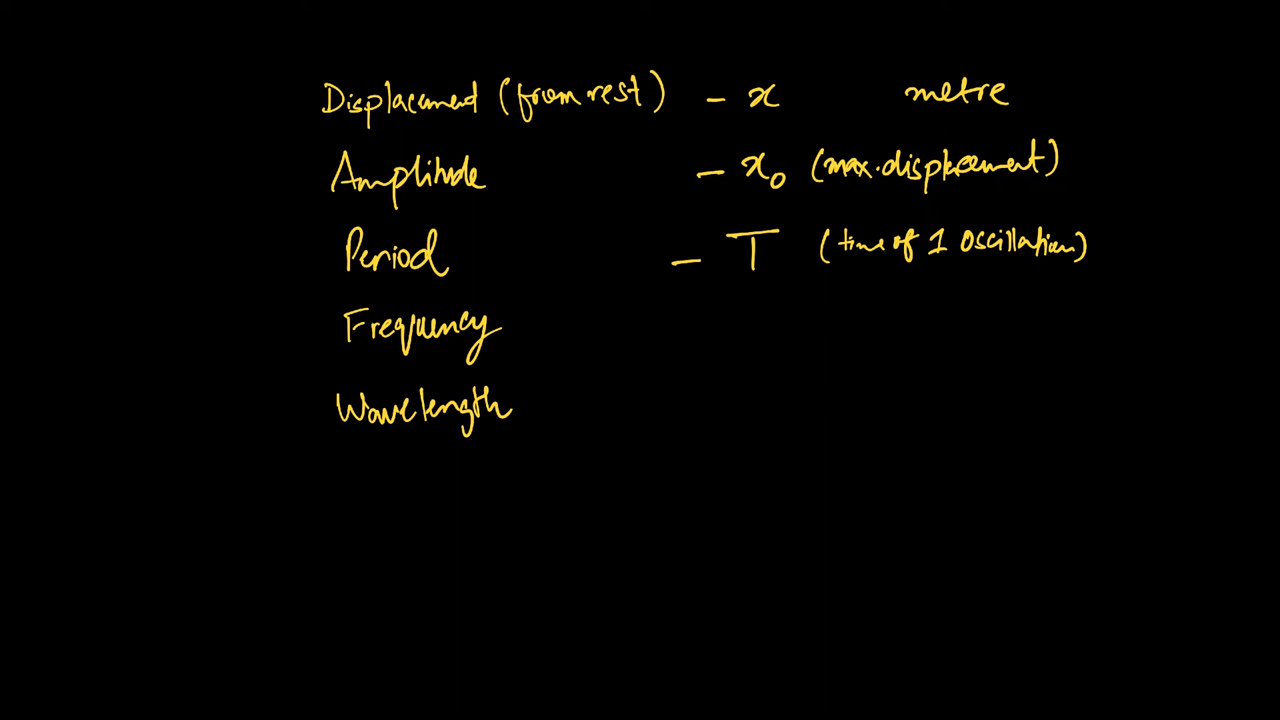 Displacement (from rest) - x metre
Amplitude - x₀ (max. displacement)
Period - T (time of 1 Oscillation)
Frequency
Wavelength